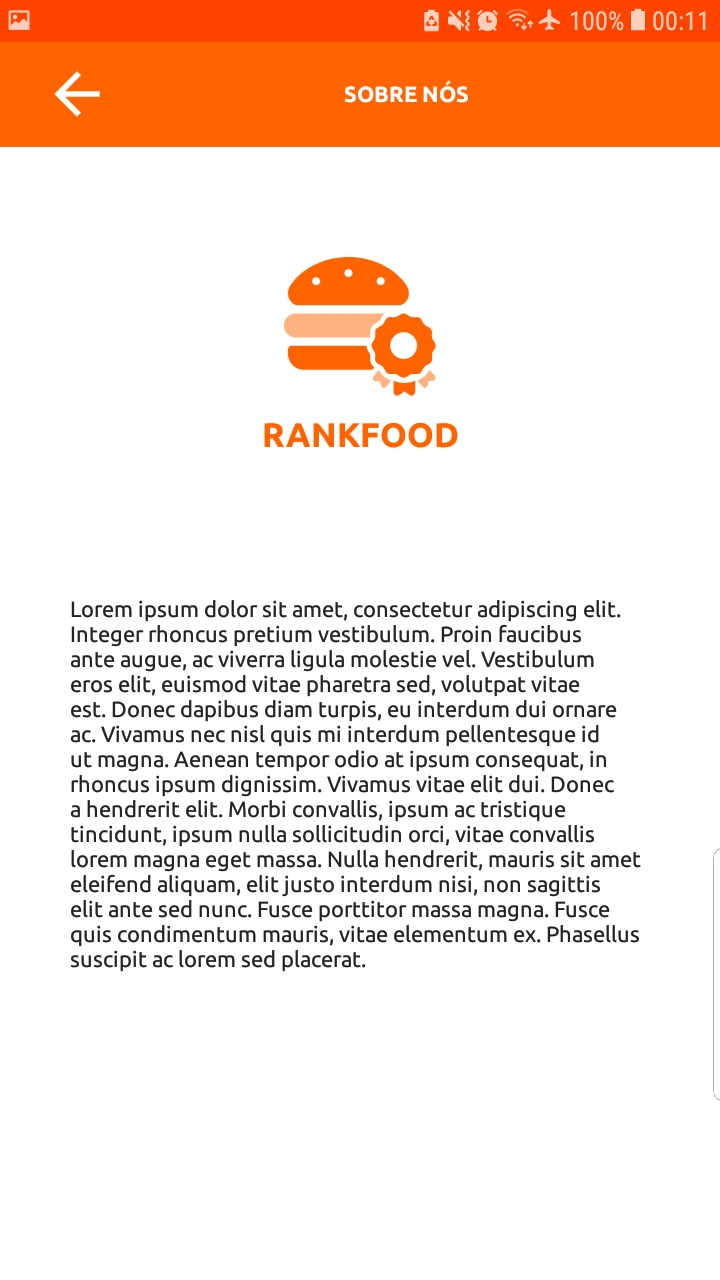 100% 00:11
SOBRE NÓS
RANKFOOD
Lorem ipsum dolor sit amet, consectetur adipiscing elit.
Integer rhoncus pretium vestibulum. Proin faucibus
ante augue, ac viverra ligula molestie vel. Vestibulum
eros elit, euismod vitae pharetra sed, volutpat vitae
est. Donec dapibus diam turpis, eu interdum dui ornare
ac. Vivamus nec nisl quis mi interdum pellentesque id
ut magna. Aenean tempor odio at ipsum consequat, in
rhoncus ipsum dignissim. Vivamus vitae elit dui. Donec
a hendrerit elit. Morbi convallis, ipsum ac tristique
tincidunt, ipsum nulla sollicitudin orci, vitae convallis
lorem magna eget massa. Nulla hendrerit, mauris sit amet
eleifend aliquam, elit justo interdum nisi, non sagittis
elit ante sed nunc. Fusce porttitor massa magna. Fusce
quis condimentum mauris, vitae elementum ex. Phasellus
suscipit ac lorem sed placerat.